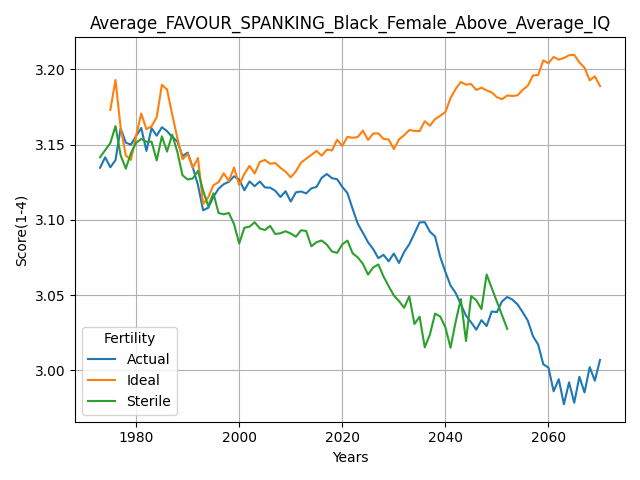 Average_FAVOUR_SPANKING_Black_Female_Above_Average_IQ
Score(1-4)
3.20
3.15
3.10
3.05
3.00
Fertility
Actual
Ideal
Sterile
1980 2000 2020 2040 2060
Years